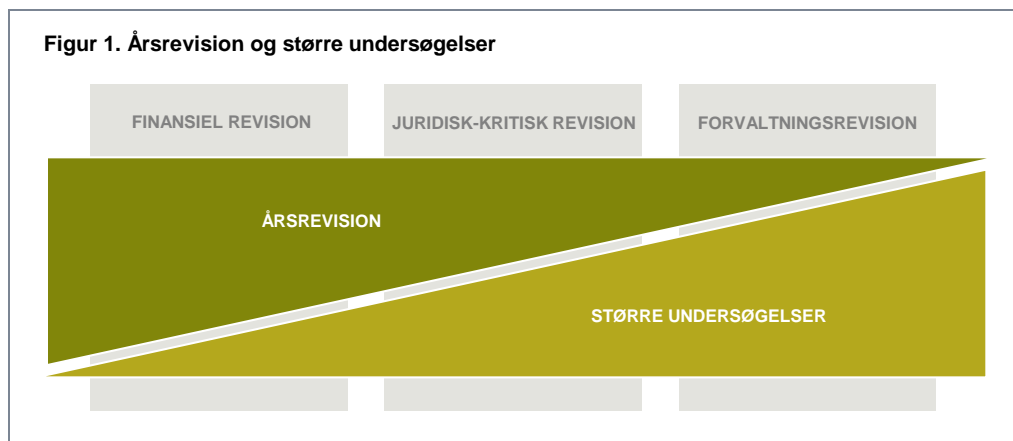 Figur 1. Årsrevision og større undersøgelser
FINANSIEL REVISION
JURIDISK-KRITISK REVISION
FORVALTNINGSREVISION
ÅRSREVISION
STØRRE UNDERSØGELSER